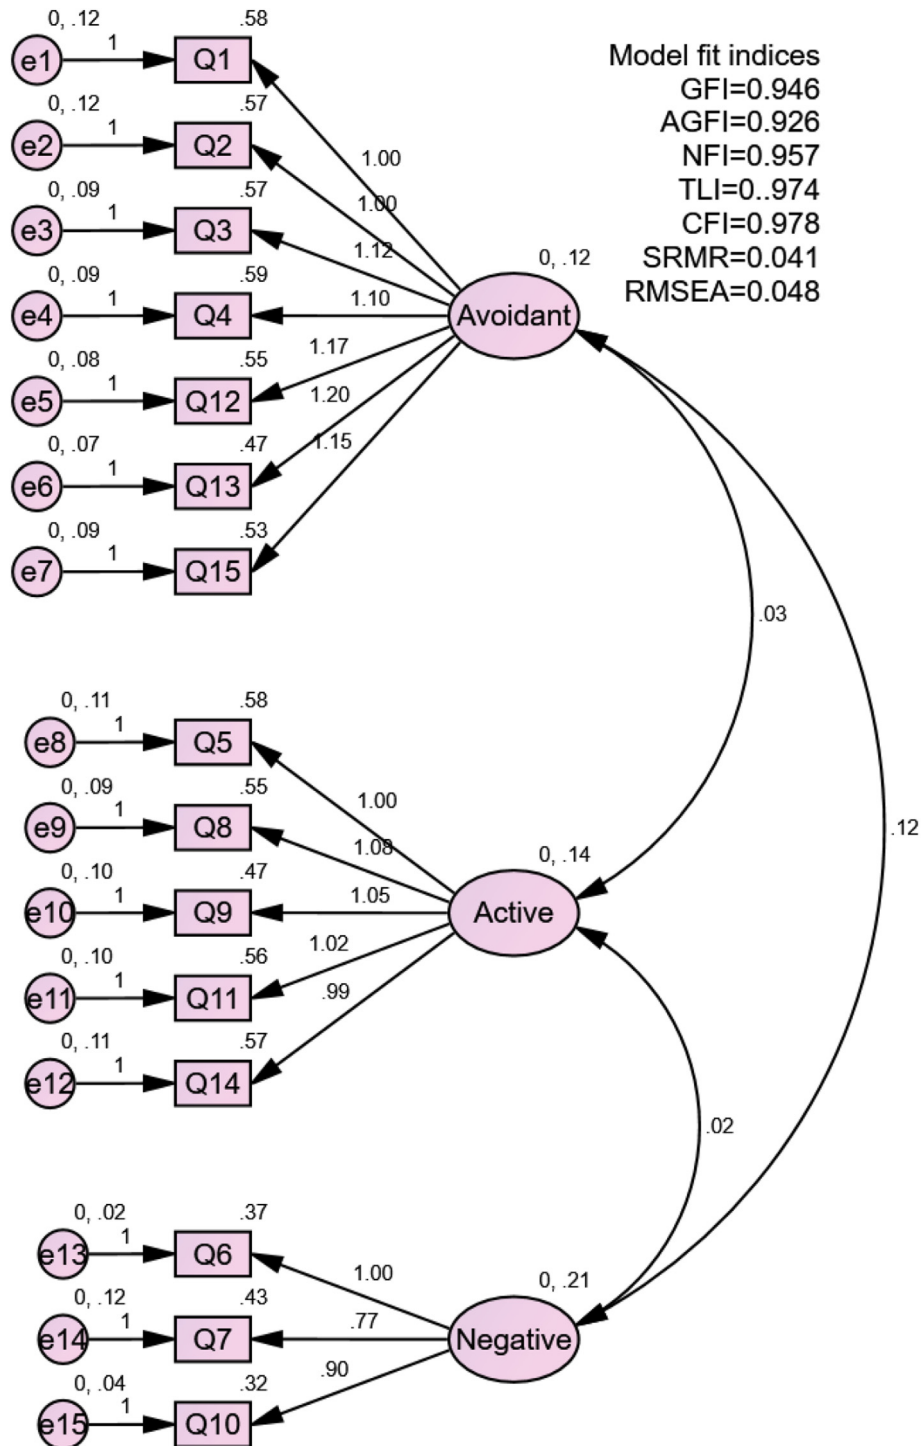 0, .12
.58
e1
1
Q1
Model fit indices
GFI=0.946
AGFI=0.926
NFI=0.957
TLI=0..974
CFI=0.978
SRMR=0.041
RMSEA=0.048
0, .12
.57
e2
1
Q2
0, .09
.57
e3
1
Q3
0, .09
.59
e4
1
Q4
0, .08
.55
e5
1
Q12
0, .07
.47
e6
1
Q13
0, .09
.53
e7
1
Q15
1.00
1.00
1.12
1.10
1.17
1.20
1.15
0, .12
Avoidant
.03
.12
0, .11
.58
e8
1
Q5
0, .09
.55
e9
1
Q8
0, .10
.47
e10
1
Q9
0, .10
.56
e11
1
Q11
0, .11
.57
e12
1
Q14
1.00
1.08
1.05
1.02
.99
0, .14
Active
.02
0, .02
.37
e13
1
Q6
0, .12
.43
e14
1
Q7
0, .04
.32
e15
1
Q10
1.00
.77
.90
0, .21
Negative